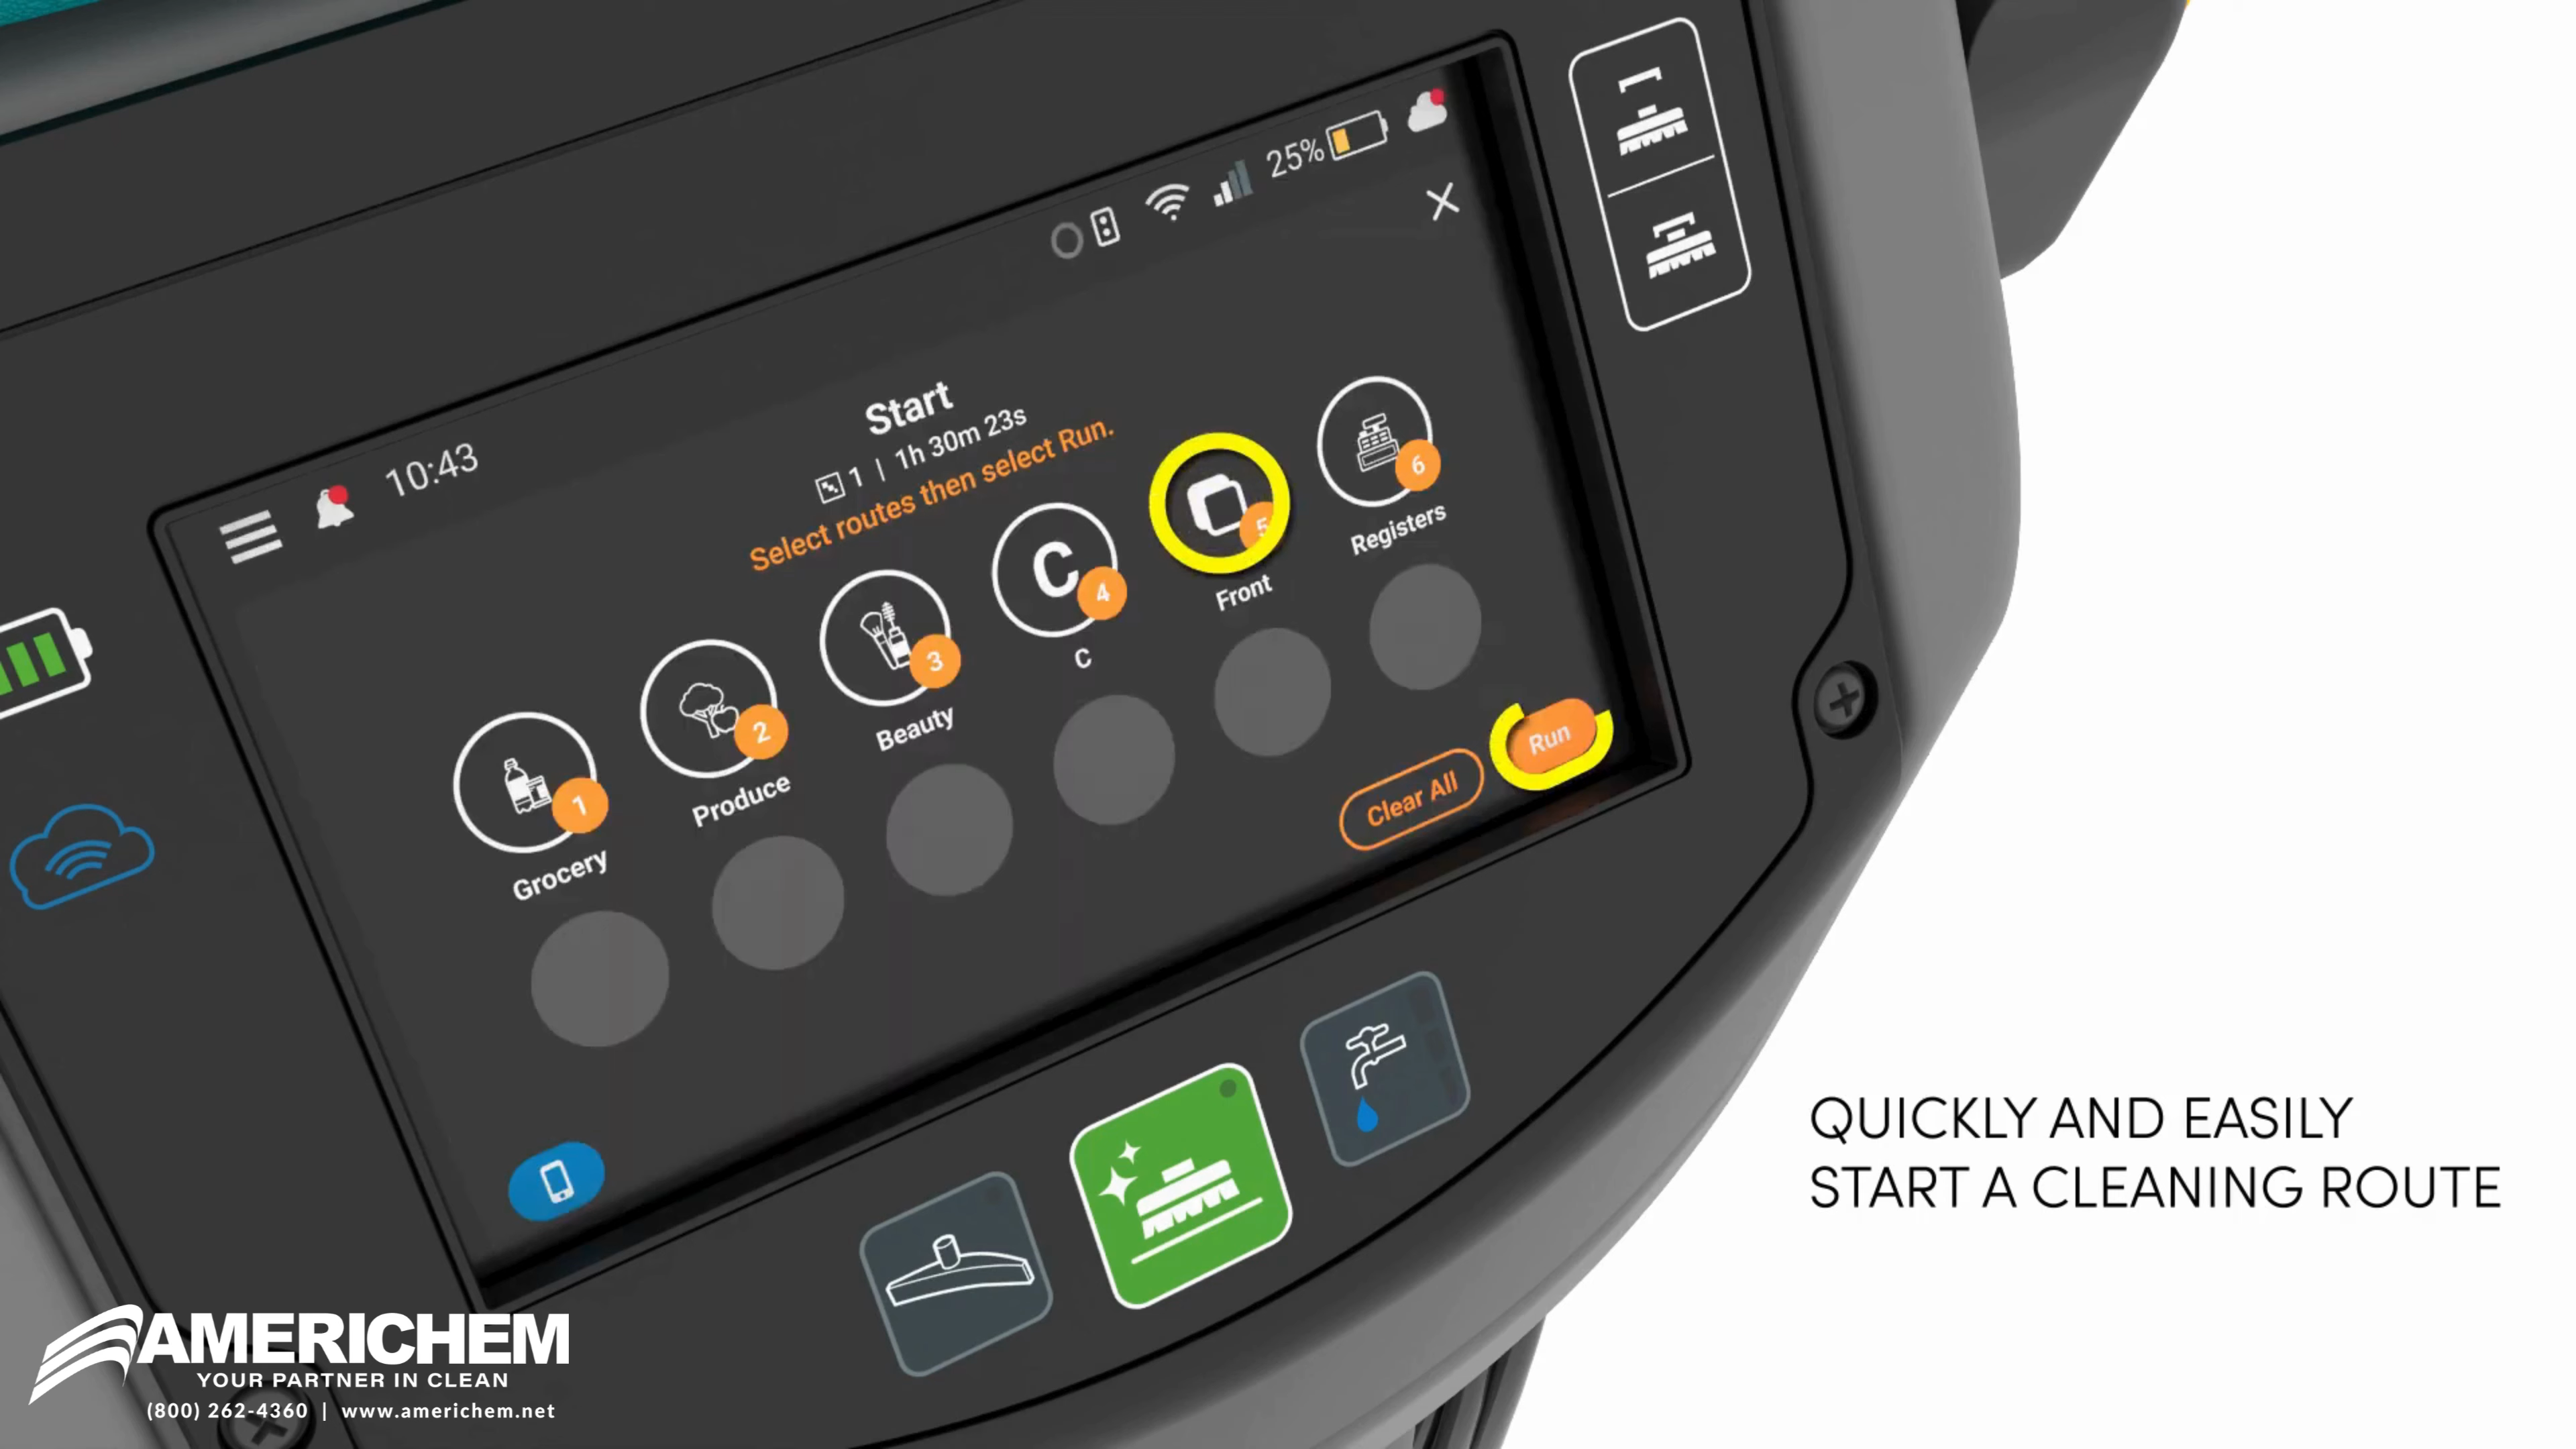 25%
10:43
Start
1 | 1h 30m 23s
Select routes then select Run.
1
Grocery
2
Produce
3
Beauty
C
4
C
5
Front
6
Registers
Clear All
Run
QUICKLY AND EASILY
START A CLEANING ROUTE
AMERICHEM
YOUR PARTNER IN CLEAN
(800) 262-4360 | www.americhem.net